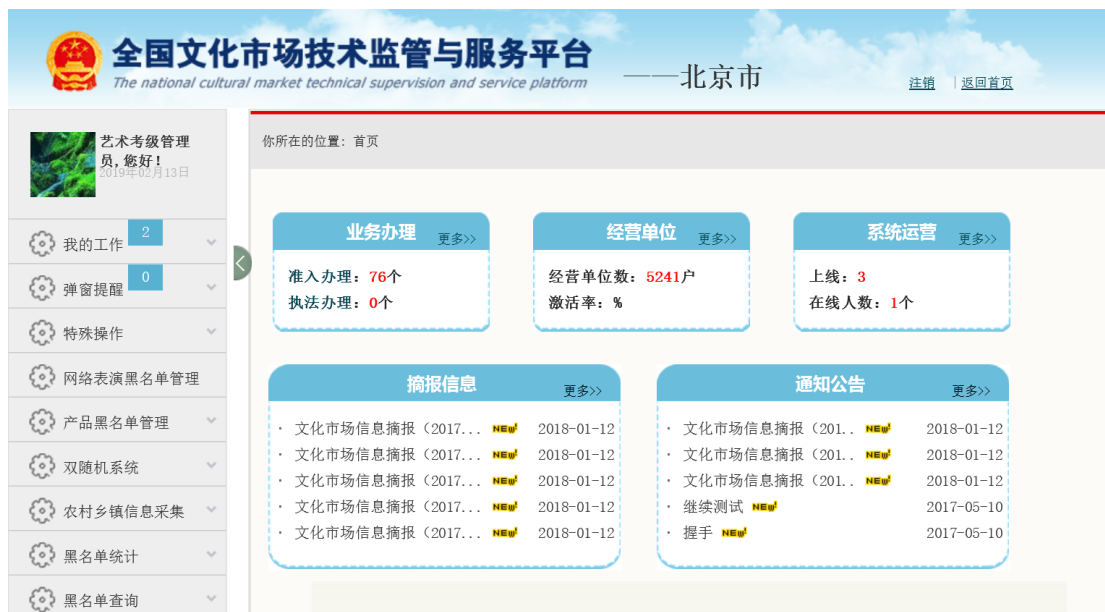 全国文化市场技术监管与服务平台
The national cultural market technical supervision and service platform
——北京市
注销 | 返回首页
艺术考级管理员,您好!
2019年02月13日
我的工作 2
弹窗提醒 0
特殊操作
网络表演黑名单管理
产品黑名单管理
双随机系统
农村乡镇信息采集
黑名单统计
黑名单查询
你所在的位置: 首页
业务办理 更多>>
准入办理: 76个
执法办理: 0个
经营单位 更多>>
经营单位数: 5241户
激活率: %
系统运营 更多>>
上线: 3
在线人数: 1个
摘报信息 更多>>
· 文化市场信息摘报（2017... NEW! 2018-01-12
· 文化市场信息摘报（2017... NEW! 2018-01-12
· 文化市场信息摘报（2017... NEW! 2018-01-12
· 文化市场信息摘报（2017... NEW! 2018-01-12
· 文化市场信息摘报（2017... NEW! 2018-01-12
通知公告 更多>>
· 文化市场信息摘报（201.. NEW! 2018-01-12
· 文化市场信息摘报（201.. NEW! 2018-01-12
· 文化市场信息摘报（201.. NEW! 2018-01-12
· 继续测试 NEW! 2017-05-10
· 握手 NEW! 2017-05-10